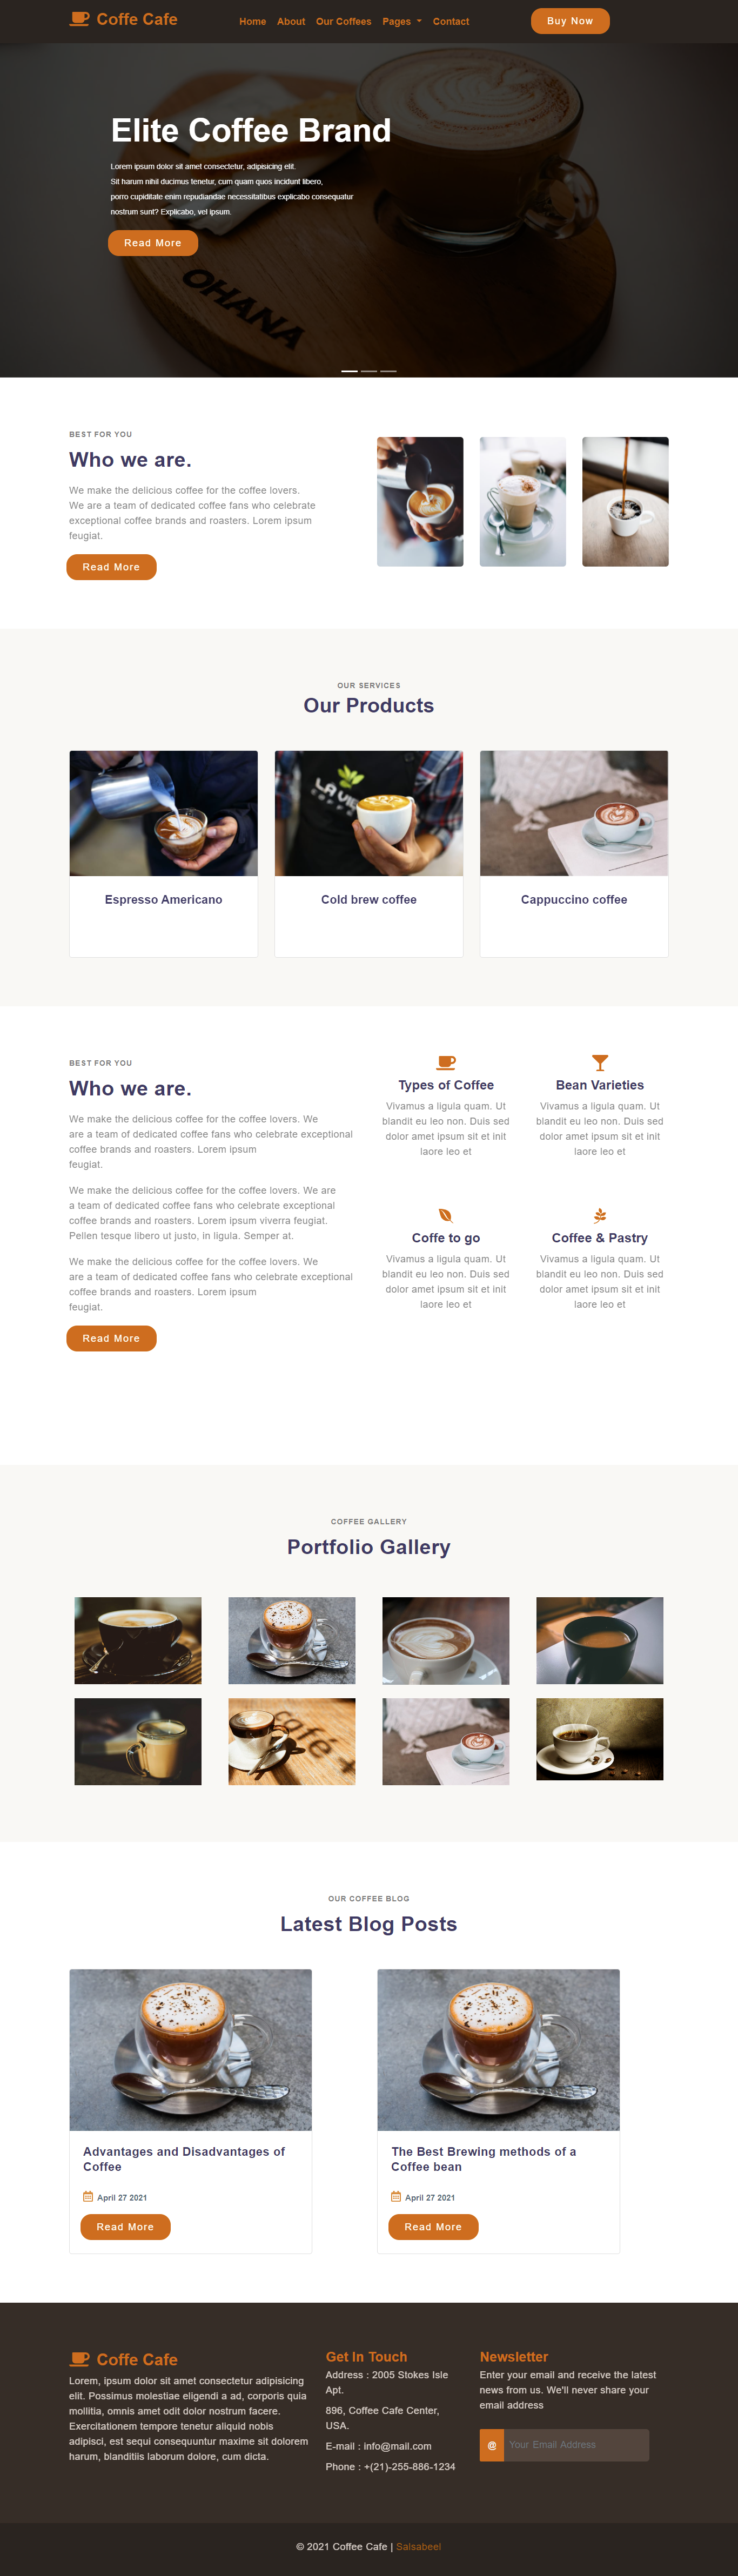 Coffe Cafe
Home About Our Coffees Pages Contact
Buy Now
Elite Coffee Brand
Lorem ipsum dolor sit amet consectetur, adipisicing elit.
Sit harum nihil ducimus tenetur, cum quam quos incidunt libero,
porro cupiditate enim repudiandae necessitatibus explicabo consequatur
nostrum sunt? Explicabo, vel ipsum.
Read More
OHANA
BEST FOR YOU
Who we are.
We make the delicious coffee for the coffee lovers.
We are a team of dedicated coffee fans who celebrate
exceptional coffee brands and roasters. Lorem ipsum
feugiat.
Read More
OUR SERVICES
Our Products
Espresso Americano
Cold brew coffee
Cappuccino coffee
BEST FOR YOU
Who we are.
We make the delicious coffee for the coffee lovers. We
are a team of dedicated coffee fans who celebrate exceptional
coffee brands and roasters. Lorem ipsum
feugiat.
We make the delicious coffee for the coffee lovers. We are
a team of dedicated coffee fans who celebrate exceptional
coffee brands and roasters. Lorem ipsum viverra feugiat.
Pellen tesque libero ut justo, in ligula. Semper at.
We make the delicious coffee for the coffee lovers. We
are a team of dedicated coffee fans who celebrate exceptional
coffee brands and roasters. Lorem ipsum
feugiat.
Read More
Types of Coffee
Vivamus a ligula quam. Ut
blandit eu leo non. Duis sed
dolor amet ipsum sit et init
laore leo et
Bean Varieties
Vivamus a ligula quam. Ut
blandit eu leo non. Duis sed
dolor amet ipsum sit et init
laore leo et
Coffe to go
Vivamus a ligula quam. Ut
blandit eu leo non. Duis sed
dolor amet ipsum sit et init
laore leo et
Coffee & Pastry
Vivamus a ligula quam. Ut
blandit eu leo non. Duis sed
dolor amet ipsum sit et init
laore leo et
COFFEE GALLERY
Portfolio Gallery
OUR COFFEE BLOG
Latest Blog Posts
Advantages and Disadvantages of
Coffee
April 27 2021
Read More
The Best Brewing methods of a
Coffee bean
April 27 2021
Read More
Coffe Cafe
Lorem, ipsum dolor sit amet consectetur adipisicing
elit. Possimus molestiae eligendi a ad, corporis quia
mollitia, omnis amet odit dolor nostrum facere.
Exercitationem tempore tenetur aliquid nobis
adipisci, est sequi consequuntur maxime sit dolorem
harum, blanditiis laborum dolore, cum dicta.
Get In Touch
Address : 2005 Stokes Isle
Apt.
896, Coffee Cafe Center,
USA.
E-mail : info@mail.com
Phone : +(21)-255-886-1234
Newsletter
Enter your email and receive the latest
news from us. We'll never share your
email address
@ Your Email Address
© 2021 Coffee Cafe | Salsabeel